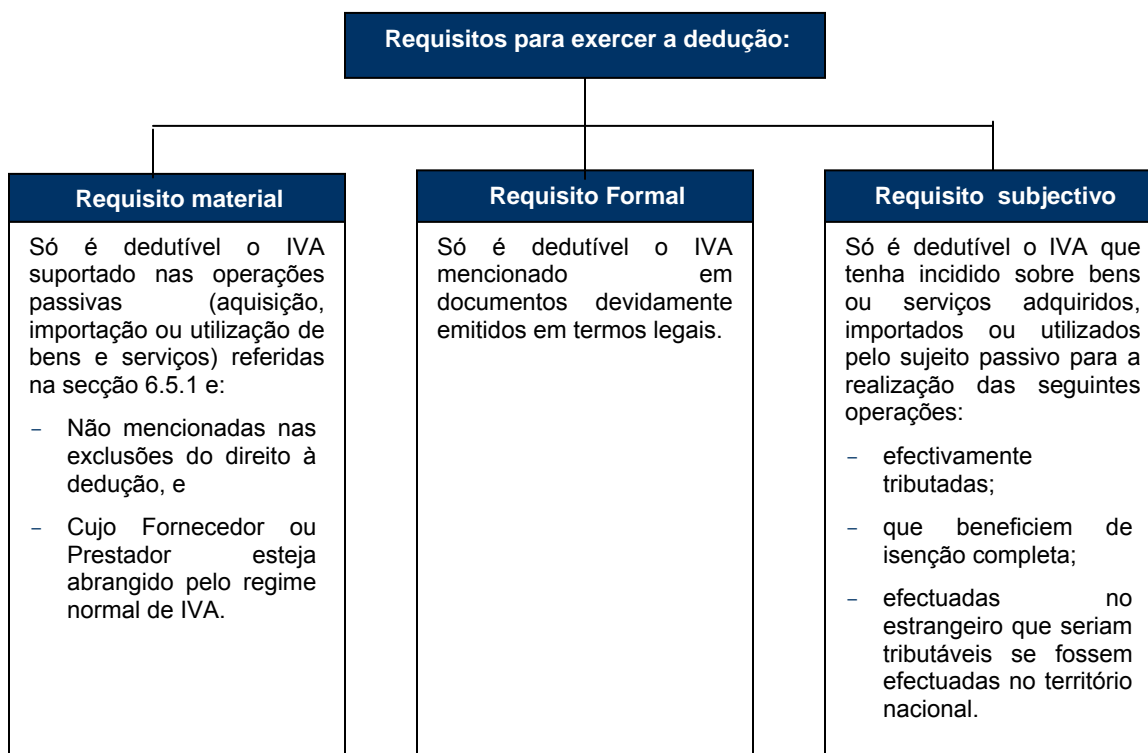 Requisitos para exercer a dedução:
Requisito material
Só é dedutível o IVA
suportado nas operações
passivas (aquisição,
importação ou utilização de
bens e serviços) referidas
na secção 6.5.1 e:
– Não mencionadas nas
exclusões do direito à
dedução, e
– Cujo Fornecedor ou
Prestador esteja
abrangido pelo regime
normal de IVA.
Requisito Formal
Só é dedutível o IVA
mencionado em
documentos devidamente
emitidos em termos legais.
Requisito subjectivo
Só é dedutível o IVA que
tenha incidido sobre bens
ou serviços adquiridos,
importados ou utilizados
pelo sujeito passivo para a
realização das seguintes
operações:
– efectivamente
tributadas;
– que beneficiem de
isenção completa;
– efectuadas no
estrangeiro que seriam
tributáveis se fossem
efectuadas no território
nacional.